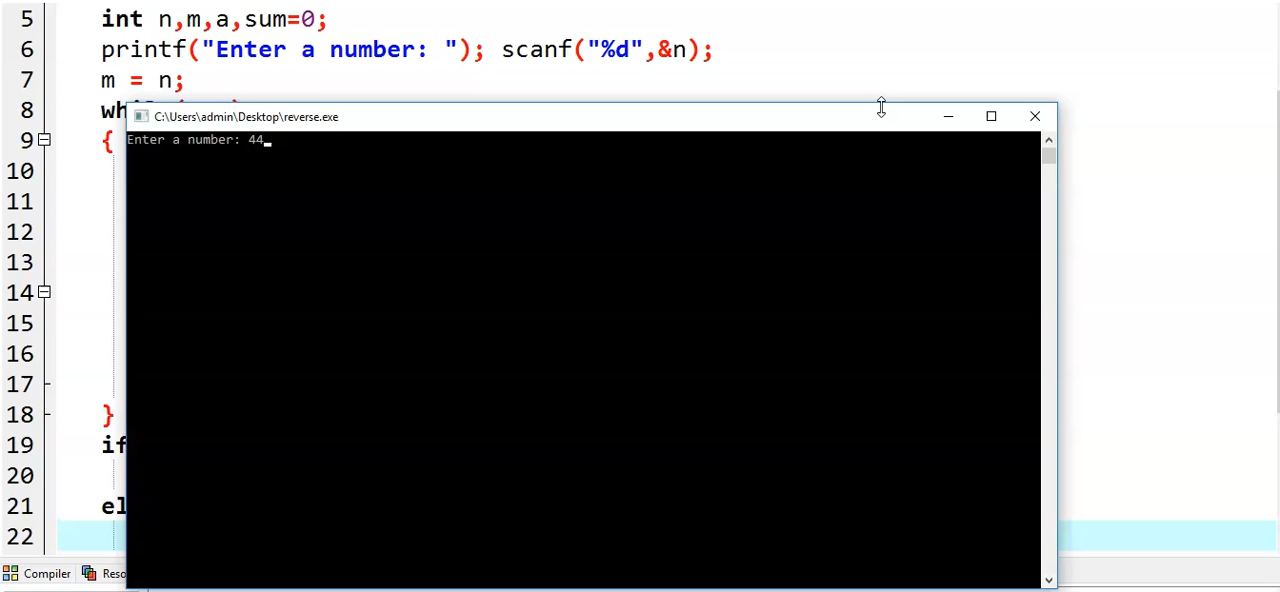 5 int n,m,a,sum=0;
6 printf("Enter a number: "); scanf("%d",&n);
7 m = n;
8
C:\Users\admin\Desktop\reverse.exe
9 {
Enter a number: 44
10
11
12
13
14
15
16
17
18 }
19 if
20
21 el
22
Compiler Reso